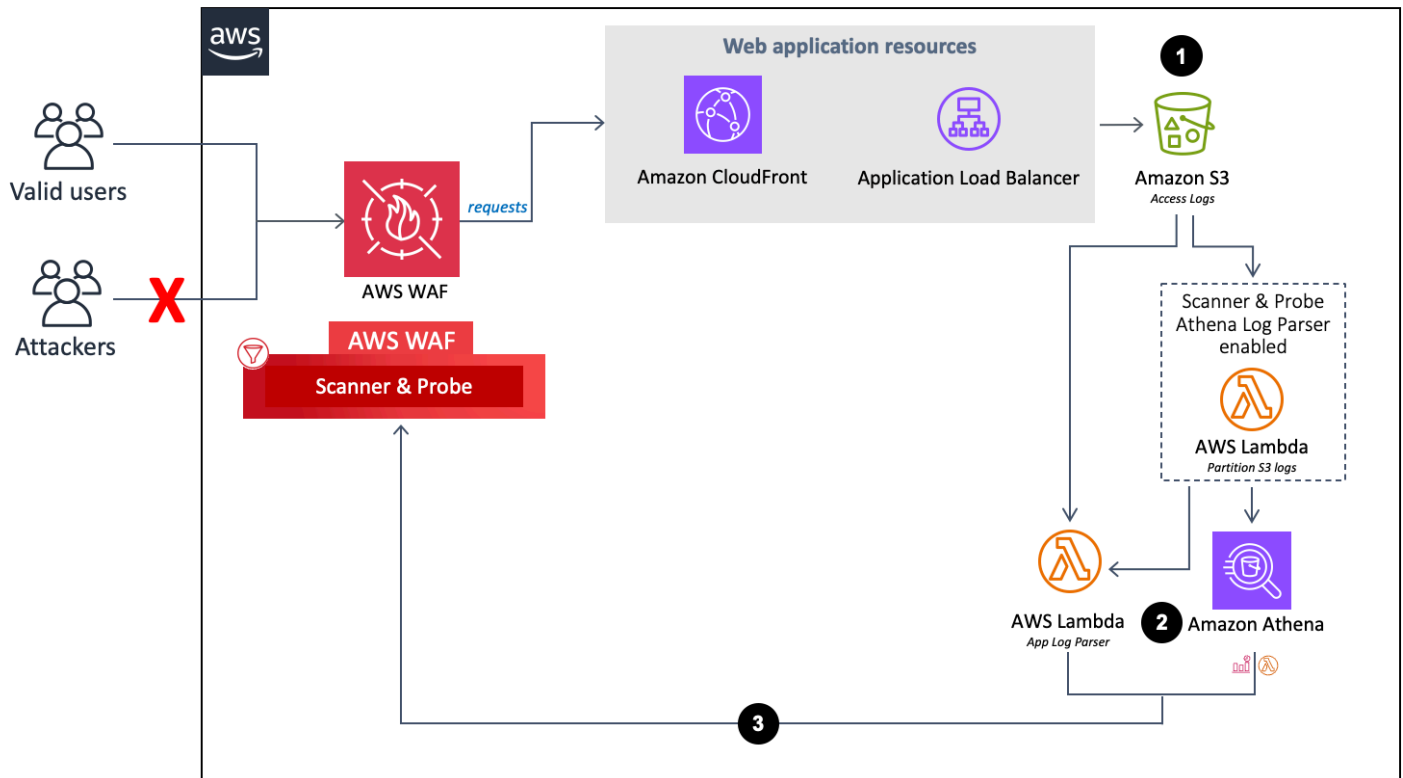 aws
Web application resources
1
Valid users
requests
Amazon CloudFront
Application Load Balancer
Amazon S3
Access Logs
AWS WAF
X
Attackers
AWS WAF
Scanner & Probe
Scanner & Probe
Athena Log Parser
enabled
AWS Lambda
Partition S3 logs
AWS Lambda
App Log Parser
2
Amazon Athena
3